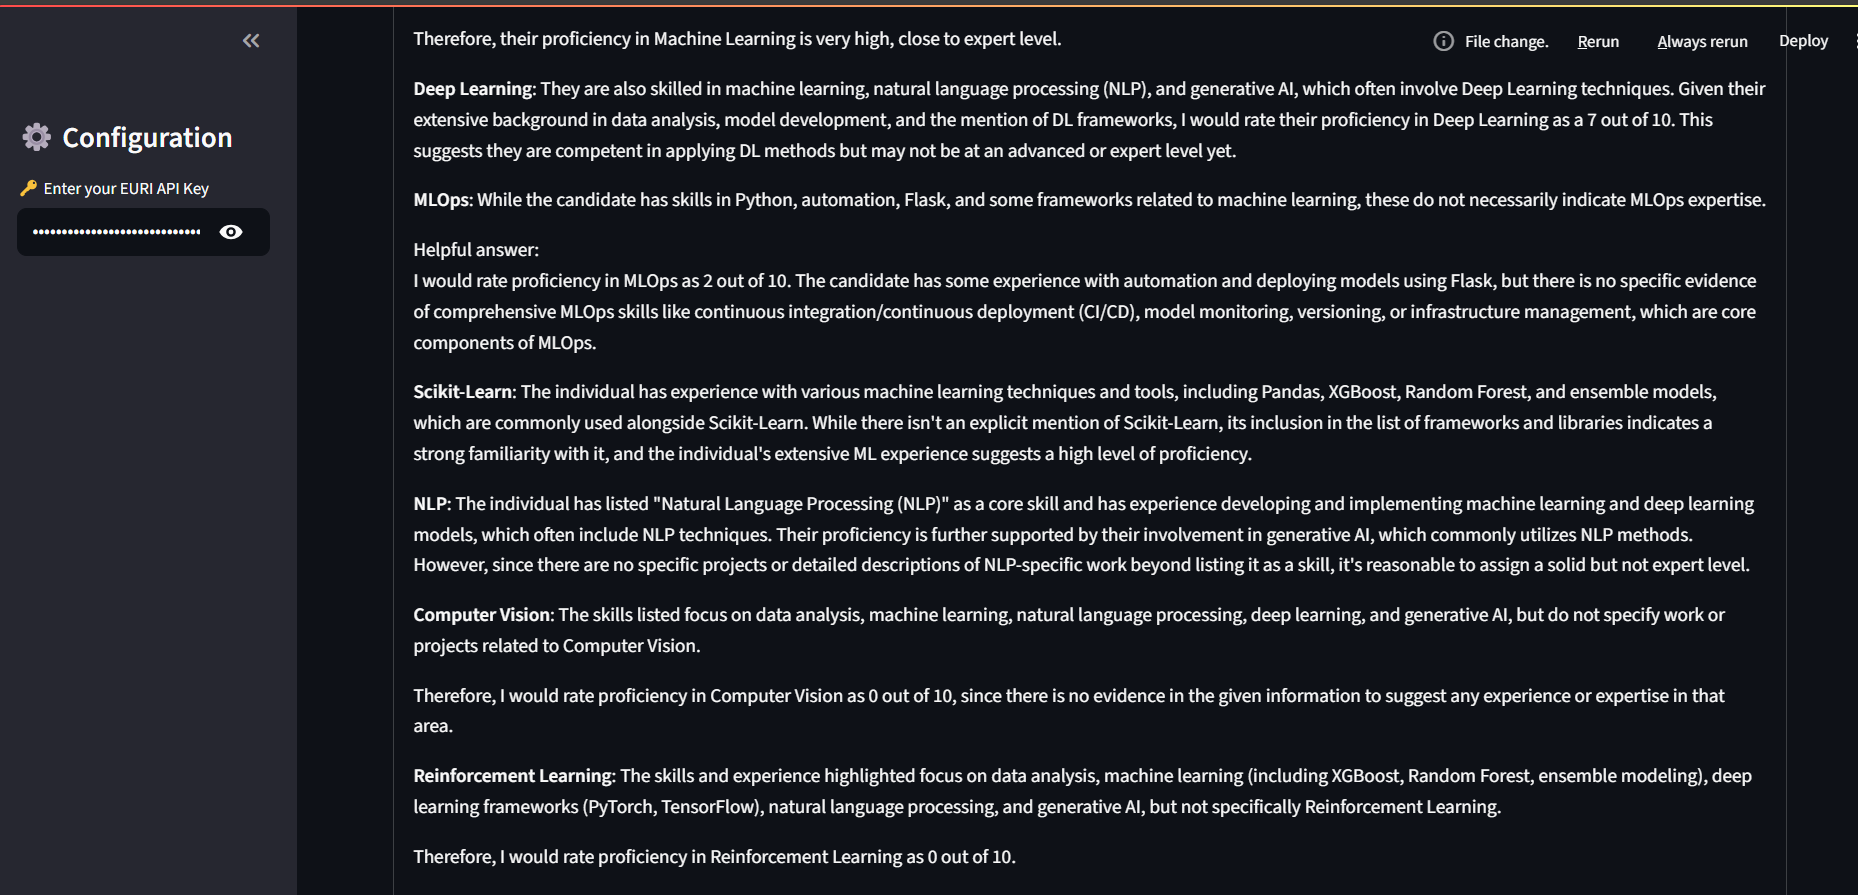 Configuration
Enter your EURI API Key
File change.
Rerun
Always rerun
Deploy
Therefore, their proficiency in Machine Learning is very high, close to expert level.
Deep Learning: They are also skilled in machine learning, natural language processing (NLP), and generative AI, which often involve Deep Learning techniques. Given their
extensive background in data analysis, model development, and the mention of DL frameworks, I would rate their proficiency in Deep Learning as a 7 out of 10. This
suggests they are competent in applying DL methods but may not be at an advanced or expert level yet.
MLOps: While the candidate has skills in Python, automation, Flask, and some frameworks related to machine learning, these do not necessarily indicate MLOps expertise.
Helpful answer:
I would rate proficiency in MLOps as 2 out of 10. The candidate has some experience with automation and deploying models using Flask, but there is no specific evidence
of comprehensive MLOps skills like continuous integration/continuous deployment (CI/CD), model monitoring, versioning, or infrastructure management, which are core
components of MLOps.
Scikit-Learn: The individual has experience with various machine learning techniques and tools, including Pandas, XGBoost, Random Forest, and ensemble models,
which are commonly used alongside Scikit-Learn. While there isn't an explicit mention of Scikit-Learn, its inclusion in the list of frameworks and libraries indicates a
strong familiarity with it, and the individual's extensive ML experience suggests a high level of proficiency.
NLP: The individual has listed "Natural Language Processing (NLP)" as a core skill and has experience developing and implementing machine learning and deep learning
models, which often include NLP techniques. Their proficiency is further supported by their involvement in generative AI, which commonly utilizes NLP methods.
However, since there are no specific projects or detailed descriptions of NLP-specific work beyond listing it as a skill, it's reasonable to assign a solid but not expert level.
Computer Vision: The skills listed focus on data analysis, machine learning, natural language processing, deep learning, and generative AI, but do not specify work or
projects related to Computer Vision.
Therefore, I would rate proficiency in Computer Vision as 0 out of 10, since there is no evidence in the given information to suggest any experience or expertise in that
area.
Reinforcement Learning: The skills and experience highlighted focus on data analysis, machine learning (including XGBoost, Random Forest, ensemble modeling), deep
learning frameworks (PyTorch, TensorFlow), natural language processing, and generative AI, but not specifically Reinforcement Learning.
Therefore, I would rate proficiency in Reinforcement Learning as 0 out of 10.